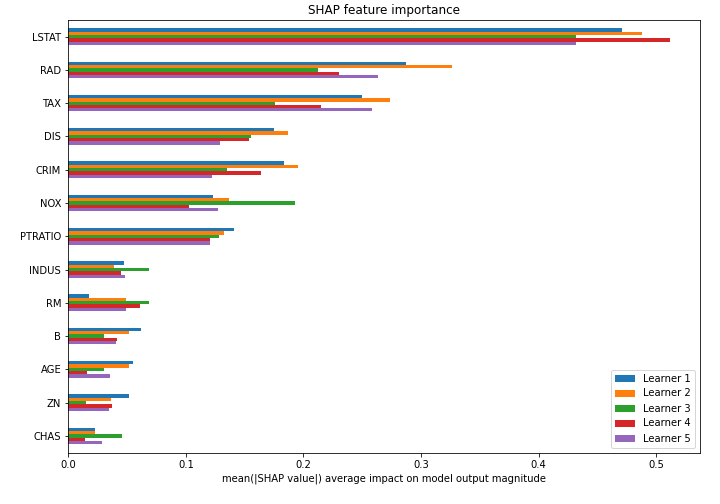 SHAP feature importance
LSTAT
RAD
TAX
DIS
CRIM
NOX
PTRATIO
INDUS
RM
B
AGE
ZN
CHAS
Learner 1
Learner 2
Learner 3
Learner 4
Learner 5
0.0 0.1 0.2 0.3 0.4 0.5
mean(|SHAP value|) average impact on model output magnitude